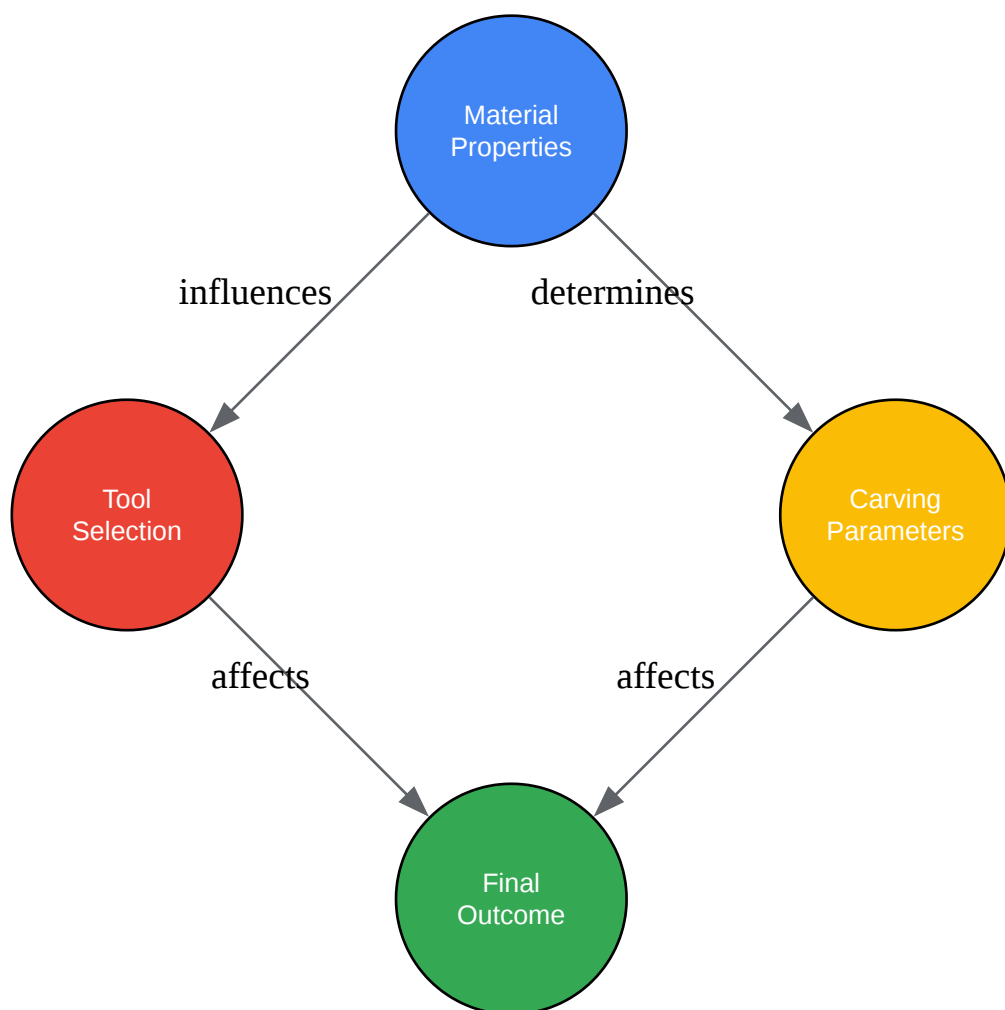 Material
Properties
influences
determines
Tool
Selection
Carving
Parameters
affects
affects
Final
Outcome